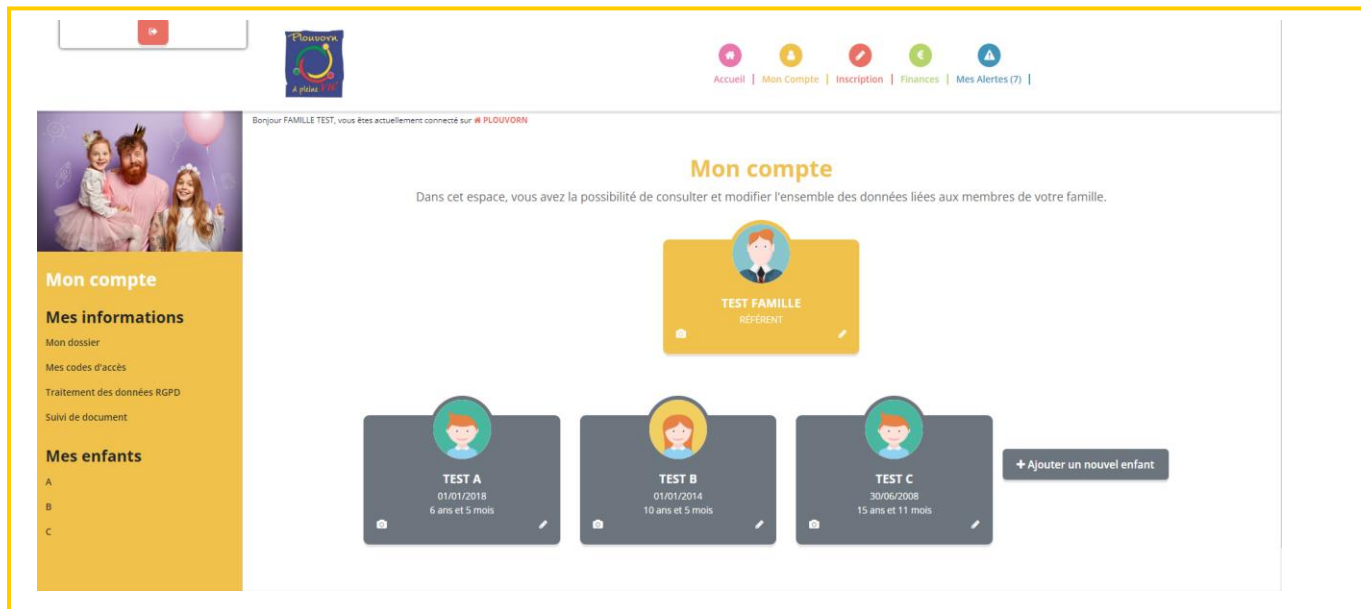 Plouvorn
A pleine VIE
Accueil | Mon Compte | Inscription | Finances | Mes Alertes (7) |
Bonjour FAMILLE TEST, vous êtes actuellement connecté sur PLOUVORN
Mon compte
Dans cet espace, vous avez la possibilité de consulter et modifier l'ensemble des données liées aux membres de votre famille.
TEST FAMILLE
RÉFÉRENT
Mon compte
Mes informations
Mon dossier
Mes codes d'accès
Traitement des données RGPD
Suivi de document
Mes enfants
A
B
C
TEST A
01/01/2018
6 ans et 5 mois
TEST B
01/01/2014
10 ans et 5 mois
TEST C
30/06/2008
15 ans et 11 mois
+ Ajouter un nouvel enfant